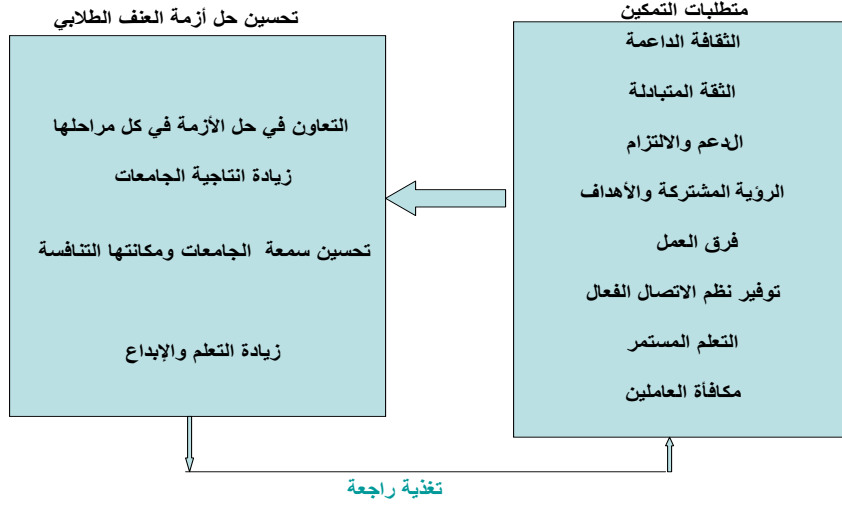 متطلبات التمكين
الثقافة الداعمة
الثقة المتبادلة
الدعم والالتزام
الرؤية المشتركة والأهداف
فرق العمل
توفير نظم الاتصال الفعال
التعلم المستمر
مكافأة العاملين
تحسين حل أزمة العنف الطلابي
التعاون في حل الأزمة في كل مراحلها
زيادة انتاجية الجامعات
تحسين سمعة الجامعات ومكانتها التنافسة
زيادة التعلم والإبداع
تغذية راجعة